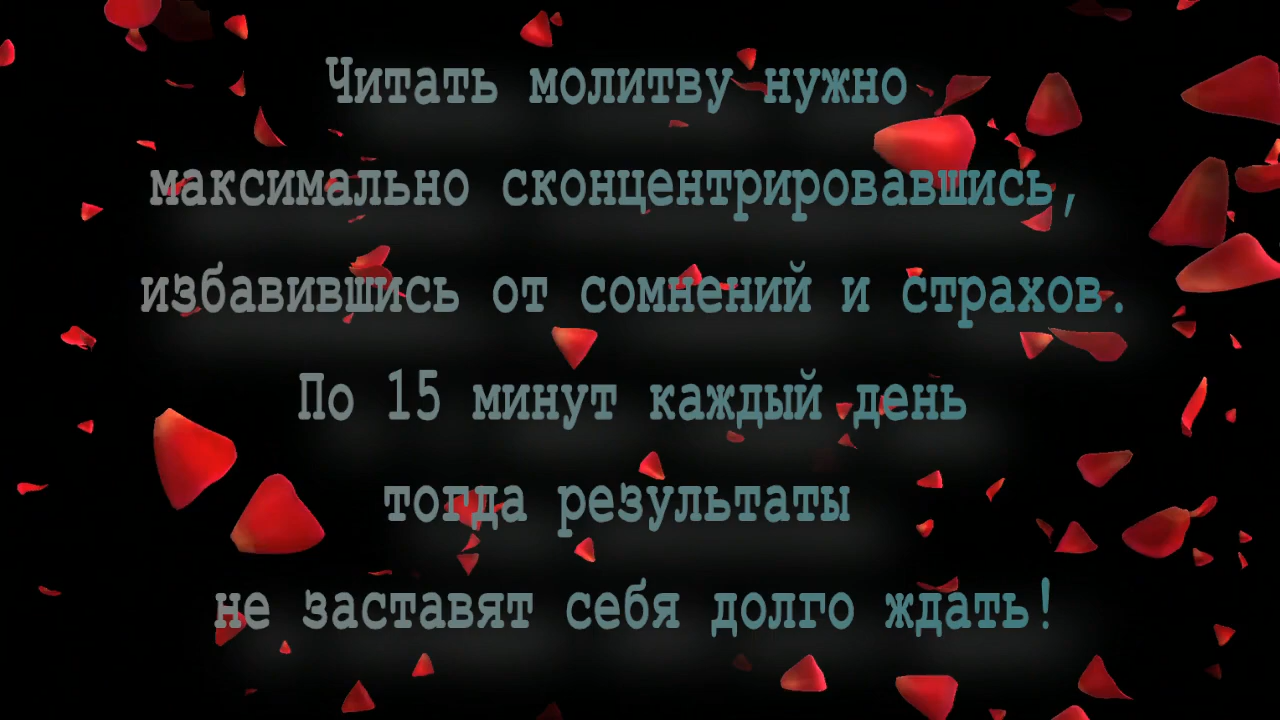 Читать молитву нужно
максимально сконцентрировавшись,
избавившись от сомнений и страхов.
По 15 минут каждый день
тогда результаты
не заставят себя долго ждать!